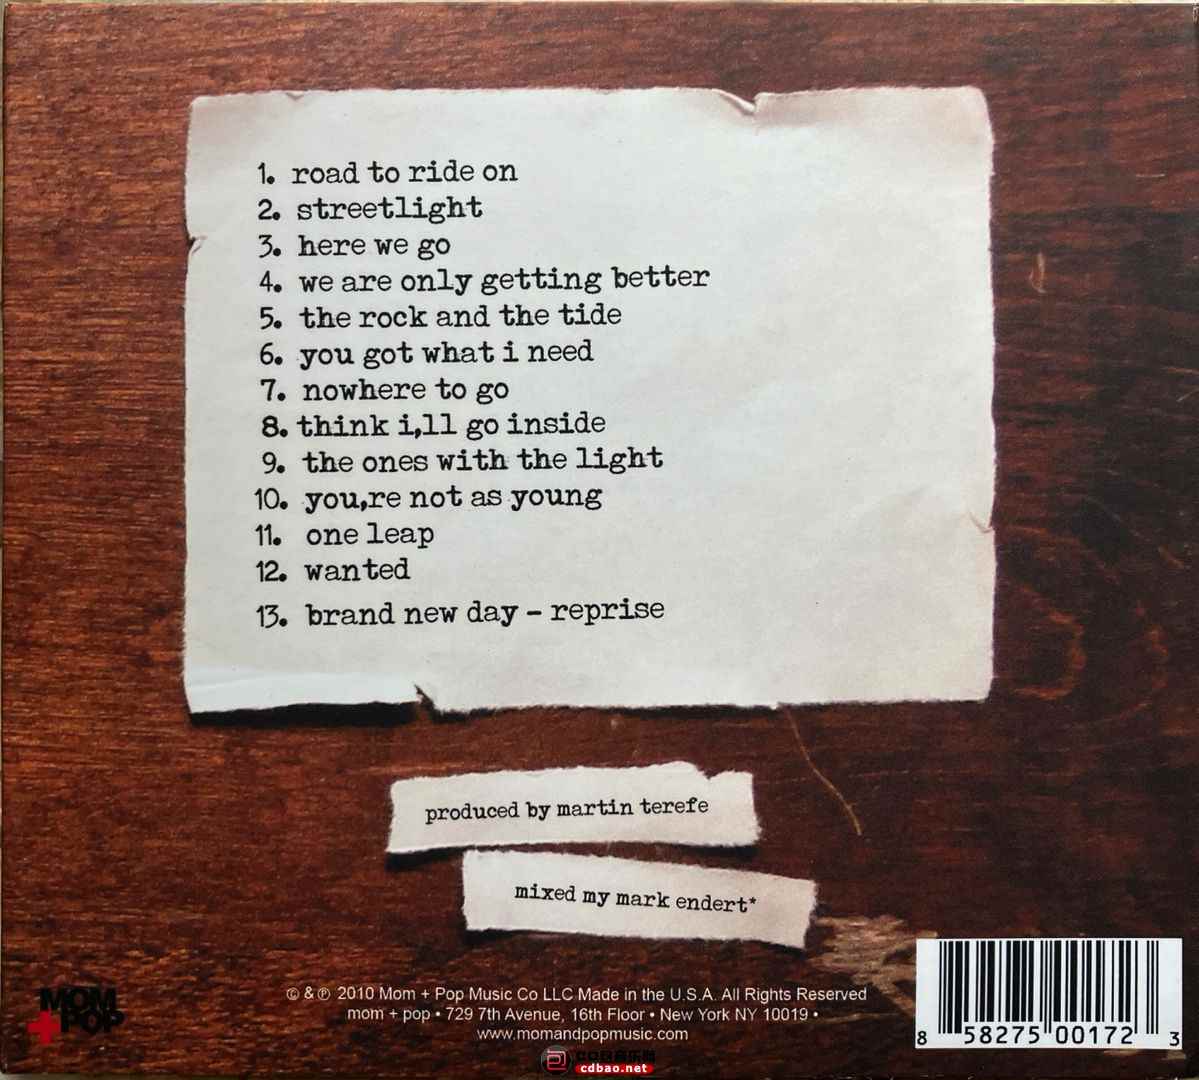 1. road to ride on
2. streetlight
3. here we go
4. we are only getting better
5. the rock and the tide
6. you got what i need
7. nowhere to go
8. think i,ll go inside
9. the ones with the light
10. you,re not as young
11. one leap
12. wanted
13. brand new day - reprise
produced by martin terefe
mixed my mark endert*
MOM
+POP
© & ℗ 2010 Mom + Pop Music Co LLC Made in the U.S.A. All Rights Reserved
mom + pop • 729 7th Avenue, 16th Floor • New York NY 10019 •
www.momandpopmusic.com
8 58275 00172 3
cdbao.net